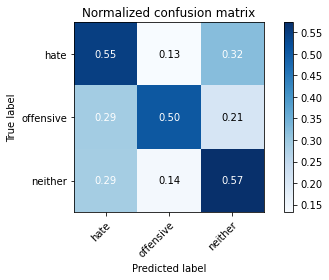 Normalized confusion matrix
hate 0.55 0.13 0.32
offensive 0.29 0.50 0.21
neither 0.29 0.14 0.57
hate offensive neither
True label
Predicted label
0.55
0.50
0.45
0.40
0.35
0.30
0.25
0.20
0.15